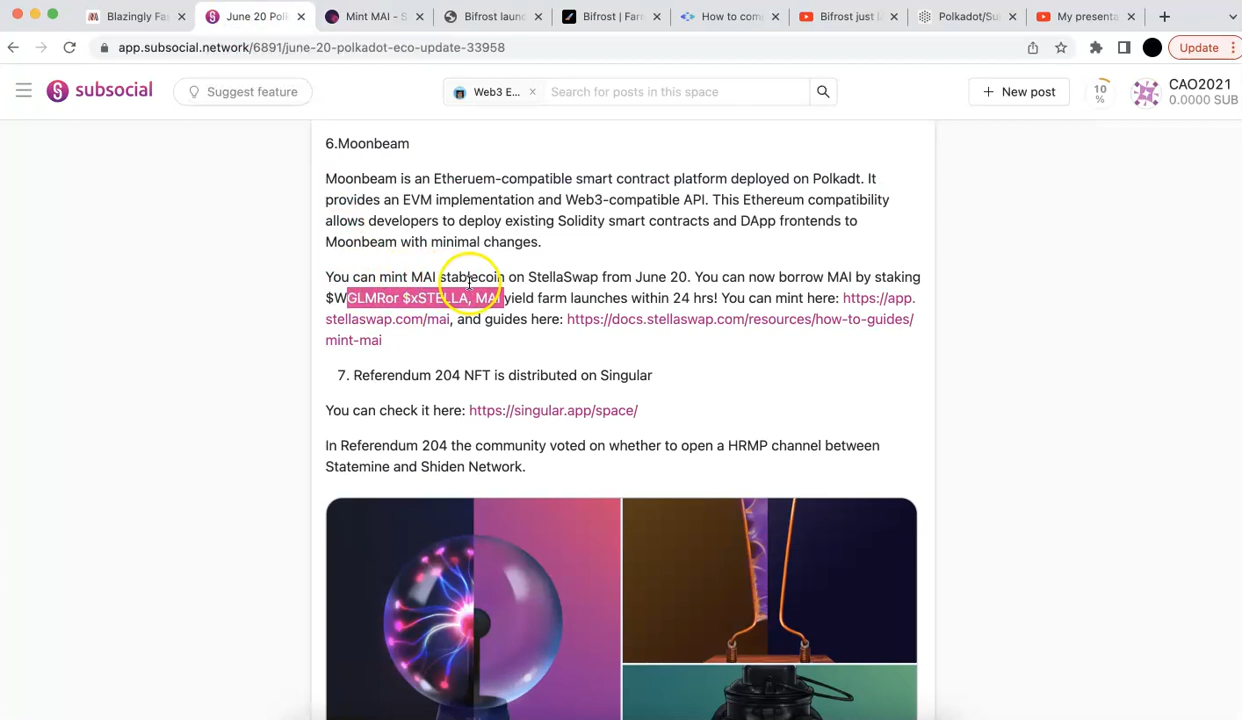 Blazingly Fa
June 20 Polk
Mint MAI - S
Bifrost laun
Bifrost | Farm
How to comp
Bifrost just l
Polkadot/Su
My presenta
app.subsocial.network/6891/june-20-polkadot-eco-update-33958
Update
subsocial
Suggest feature
Web3 E...
Search for posts in this space
New post
10
%
CAO2021
0.0000 SUB
6.Moonbeam
Moonbeam is an Etheruem-compatible smart contract platform deployed on Polkadt. It
provides an EVM implementation and Web3-compatible API. This Ethereum compatibility
allows developers to deploy existing Solidity smart contracts and DApp frontends to
Moonbeam with minimal changes.
You can mint MAI stablecoin on StellaSwap from June 20. You can now borrow MAI by staking
$WGLMRor $xSTELLA, MAI yield farm launches within 24 hrs! You can mint here: https://app.
stellaswap.com/mai, and guides here: https://docs.stellaswap.com/resources/how-to-guides/
mint-mai
7. Referendum 204 NFT is distributed on Singular
You can check it here: https://singular.app/space/
In Referendum 204 the community voted on whether to open a HRMP channel between
Statemine and Shiden Network.